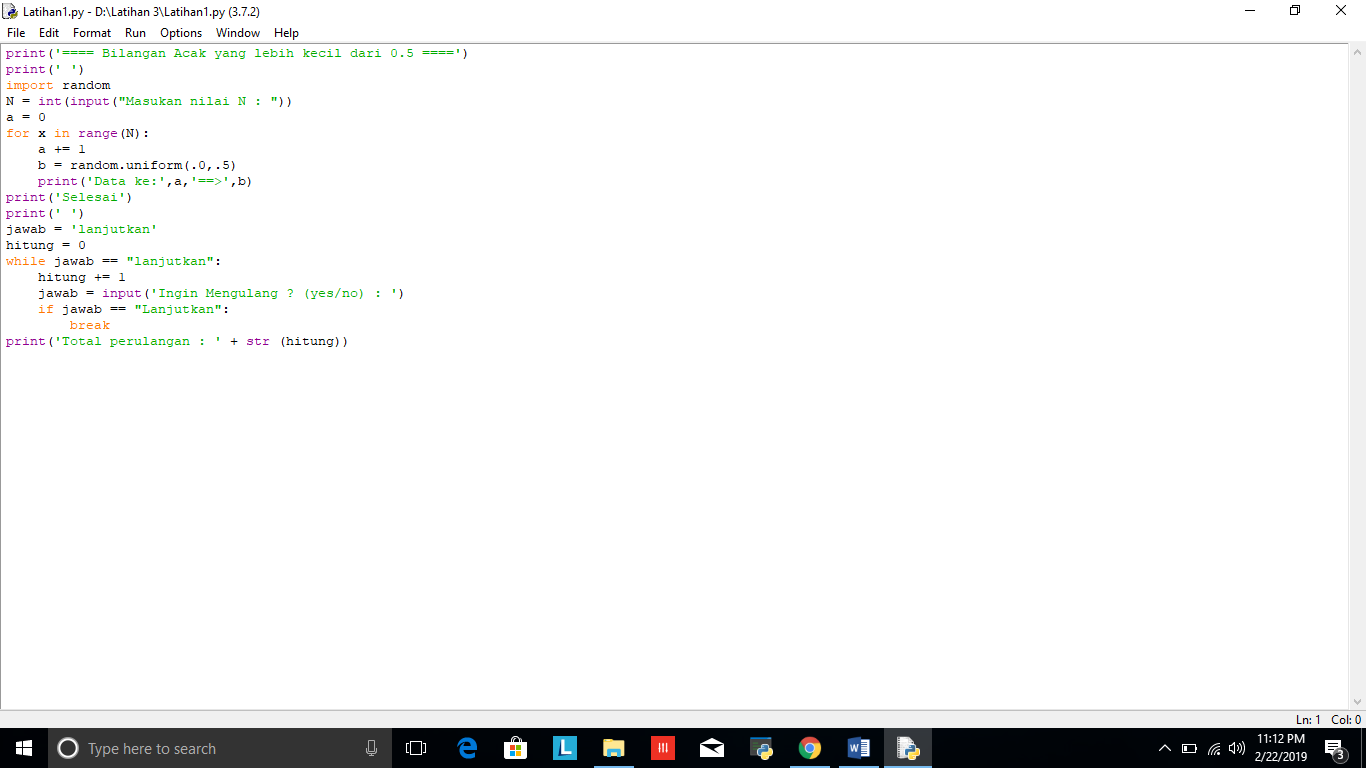 Latihan1.py - D:\Latihan 3\Latihan1.py (3.7.2)
File Edit Format Run Options Window Help
print('==== Bilangan Acak yang lebih kecil dari 0.5 ====')
print(' ')
import random
N = int(input("Masukan nilai N : "))
a = 0
for x in range(N):
    a += 1
    b = random.uniform(.0,.5)
    print('Data ke:',a,'==>',b)
print('Selesai')
print(' ')
jawab = 'lanjutkan'
hitung = 0
while jawab == "lanjutkan":
    hitung += 1
    jawab = input('Ingin Mengulang ? (yes/no) : ')
    if jawab == "Lanjutkan":
        break
print('Total perulangan : ' + str (hitung))
Ln: 1 Col: 0
Type here to search
L
11:12 PM
2/22/2019
3